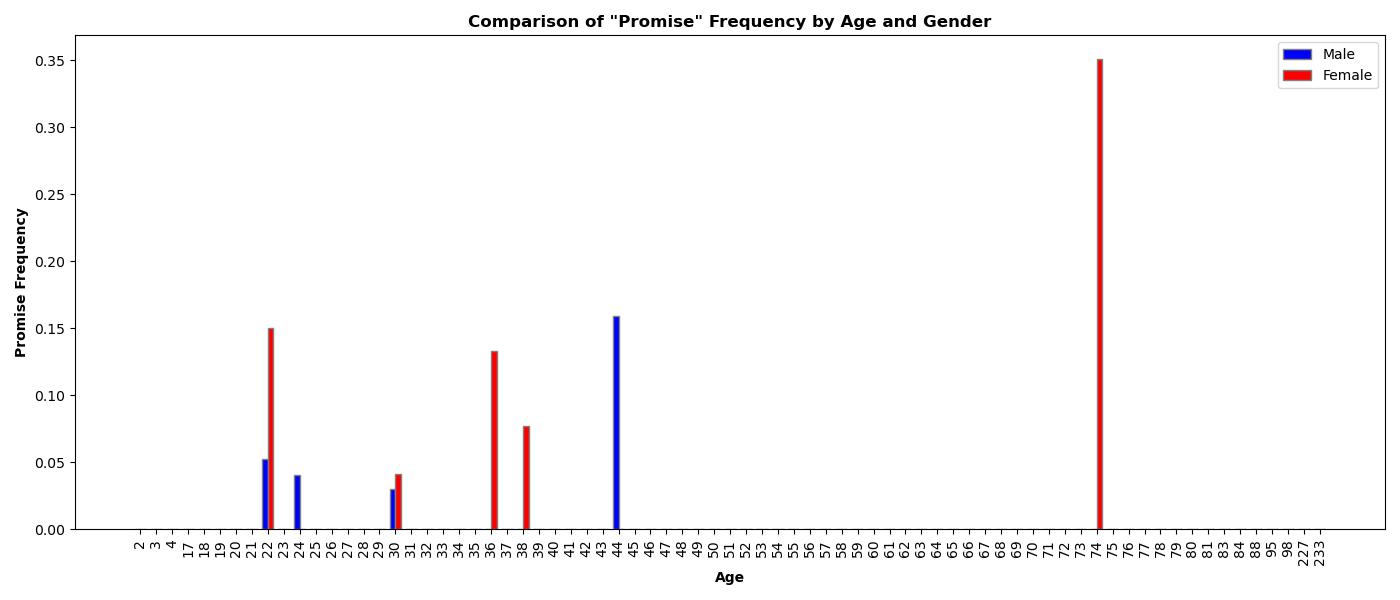 Comparison of "Promise" Frequency by Age and Gender
Male
Female
Promise Frequency
0.35
0.30
0.25
0.20
0.15
0.10
0.05
0.00
2 3 4 17 18 19 20 21 22 23 24 25 26 27 28 29 30 31 32 33 34 35 36 37 38 39 40 41 42 43 44 45 46 47 48 49 50 51 52 53 54 55 56 57 58 59 60 61 62 63 64 65 66 67 68 69 70 71 72 73 74 75 76 77 78 79 80 81 83 84 88 95 98 227 233
Age